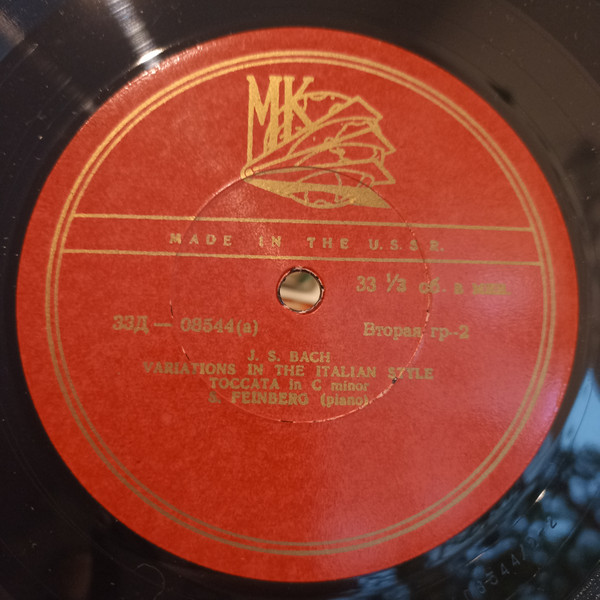 МК
MADE IN THE U.S.S.R.
33 ⅓ об. в мин.
33Д — 08544(а)
Вторая гр-2
J. S. BACH
VARIATIONS IN THE ITALIAN STYLE
TOCCATA in C minor
S. FEINBERG (piano)